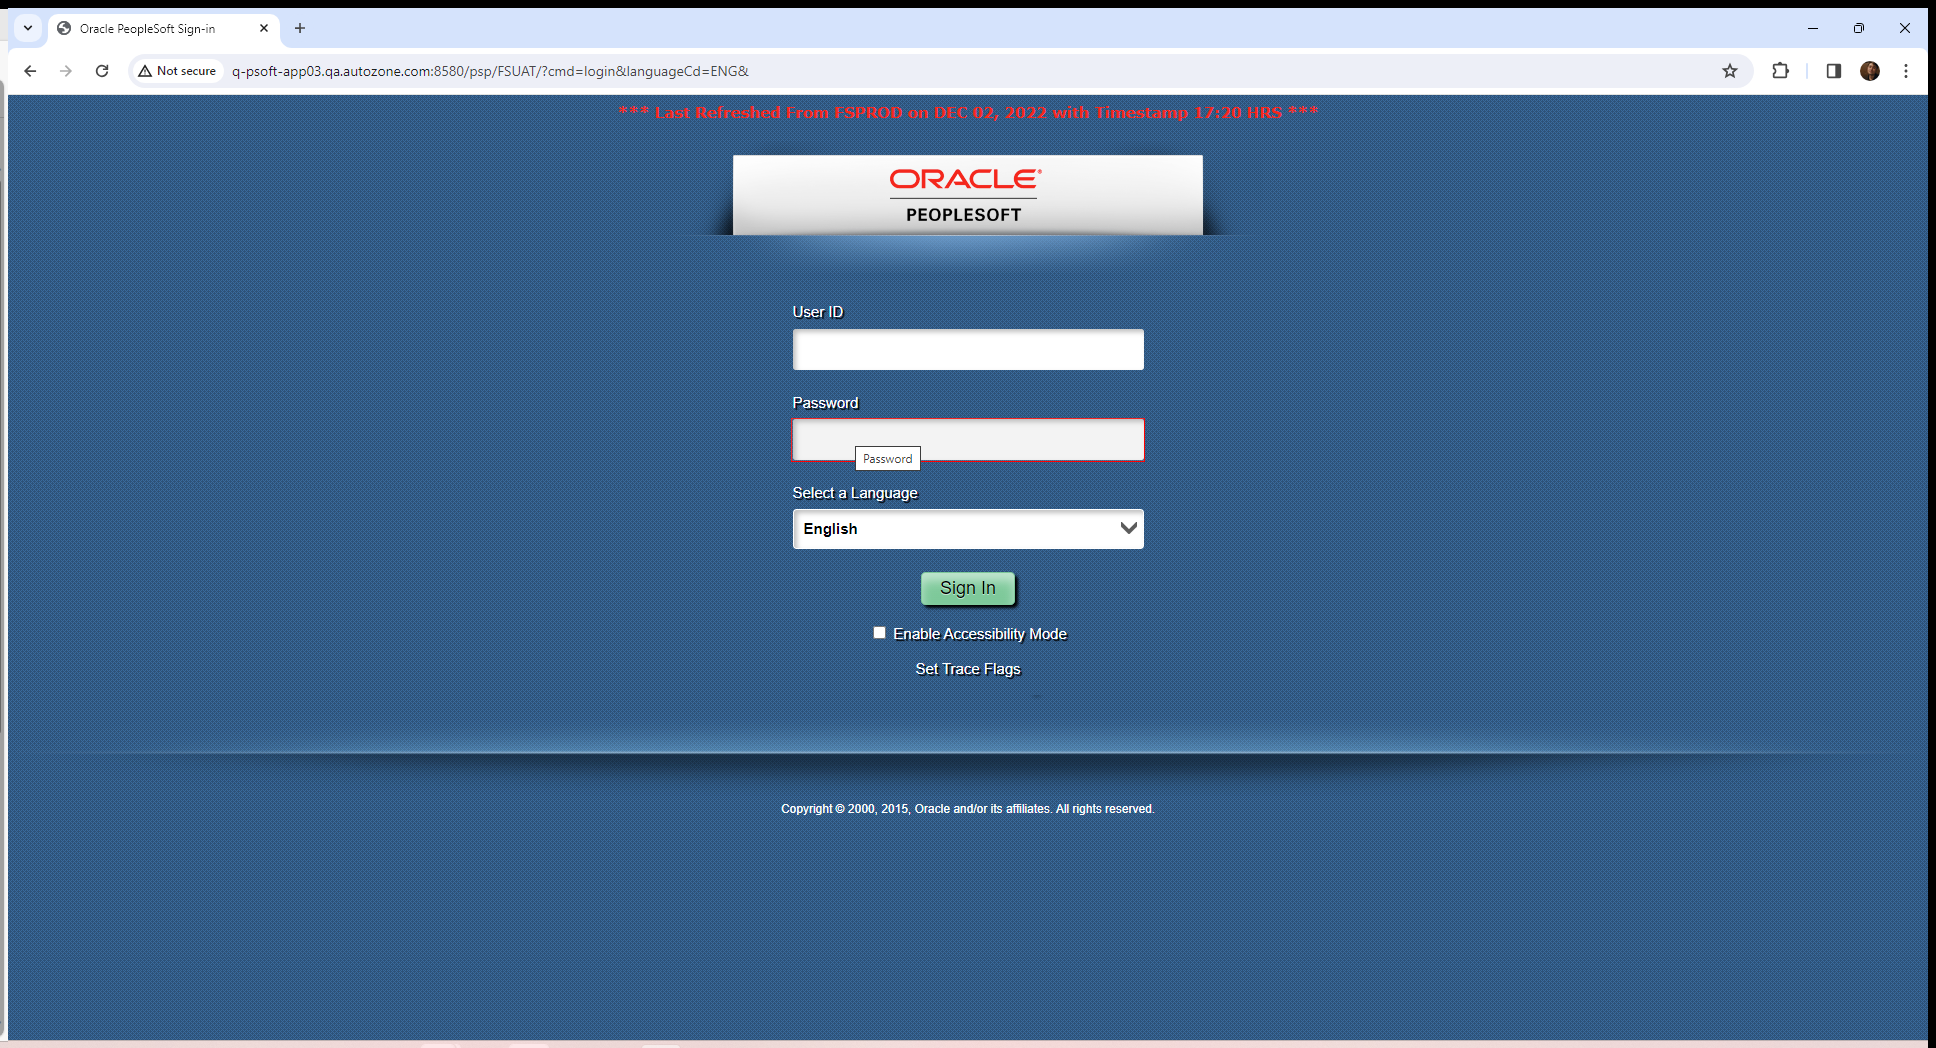 Oracle PeopleSoft Sign-in
Not secure
q-psoft-app03.qa.autozone.com:8580/psp/FSUAT/?cmd=login&languageCd=ENG&
*** Last Refreshed From FSPROD on DEC 02, 2022 with Timestamp 17:20 HRS ***
ORACLE®
PEOPLESOFT
User ID
Password
Password
Select a Language
English
Sign In
Enable Accessibility Mode
Set Trace Flags
Copyright © 2000, 2015, Oracle and/or its affiliates. All rights reserved.